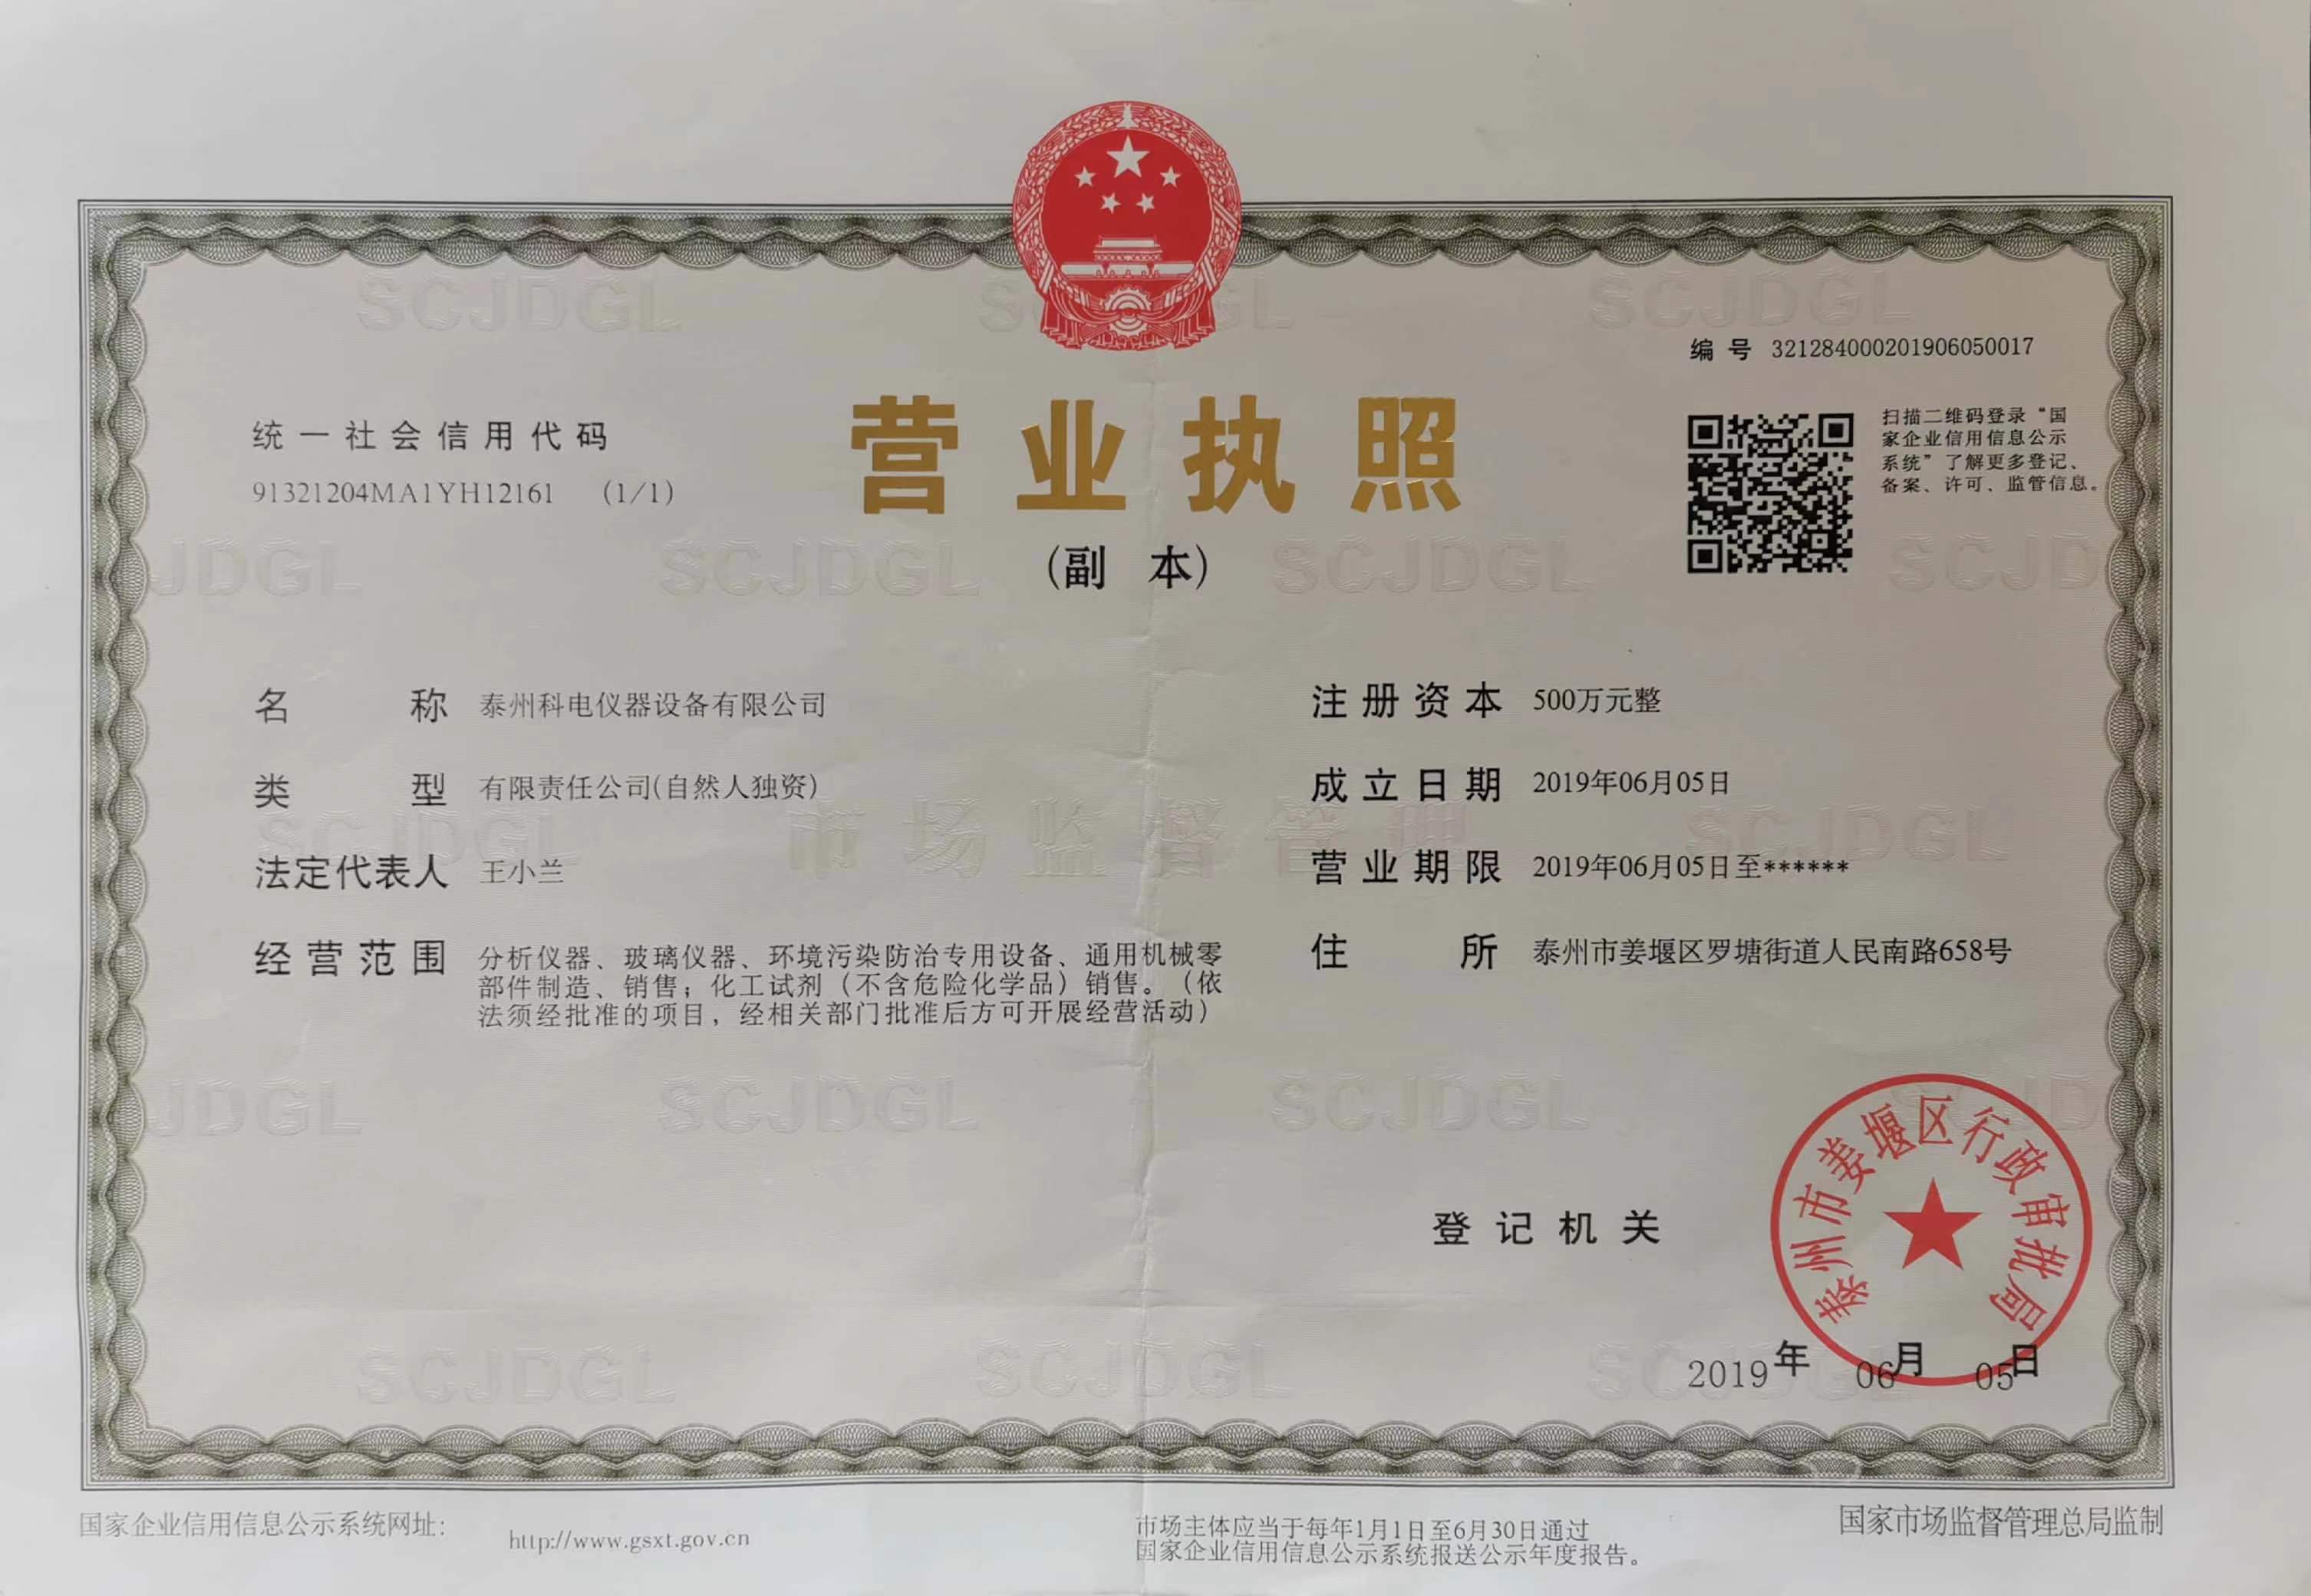 编号 321284000201906050017
统一社会信用代码
91321204MA1YH12161 (1/1)
营业执照
(副 本)
扫描二维码登录“国
家企业信用信息公示
系统”了解更多登记、
备案、许可、监管信息。
名称 泰州科电仪器设备有限公司
类型 有限责任公司(自然人独资)
法定代表人 王小兰
经营范围 分析仪器、玻璃仪器、环境污染防治专用设备、通用机械零
部件制造、销售；化工试剂（不含危险化学品）销售。（依
法须经批准的项目，经相关部门批准后方可开展经营活动）
注册资本 500万元整
成立日期 2019年06月05日
营业期限 2019年06月05日至******
住所 泰州市姜堰区罗塘街道人民南路658号
市场监督管理
SCJDGL
登记机关
泰州市姜堰区行政审批局
2019年 06月 05日
国家企业信用信息公示系统网址：
http://www.gsxt.gov.cn
市场主体应当于每年1月1日至6月30日通过
国家企业信用信息公示系统报送公示年度报告。
国家市场监督管理总局监制